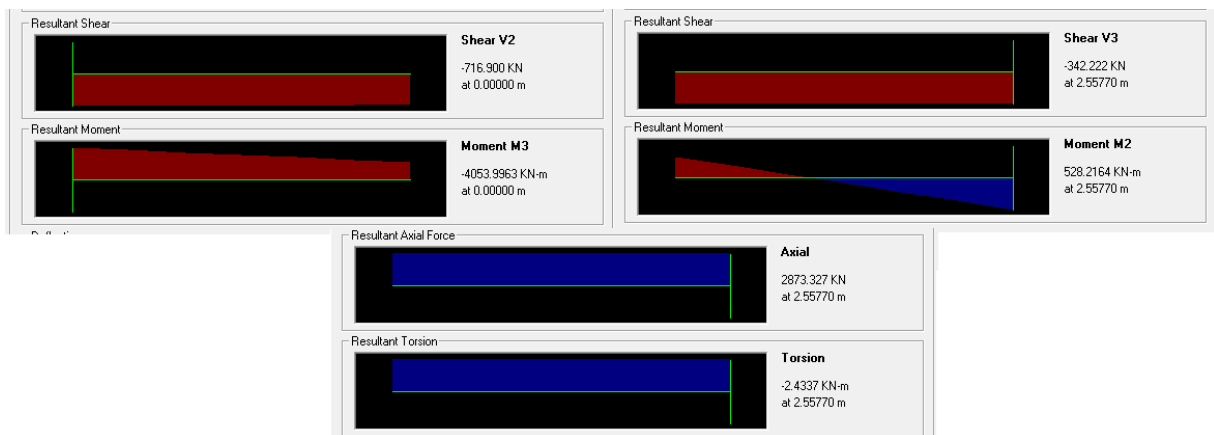 Resultant Shear
Shear V2
-716.900 KN
at 0.00000 m
Resultant Moment
Moment M3
-4053.9963 KN-m
at 0.00000 m
Resultant Shear
Shear V3
-342.222 KN
at 2.55770 m
Resultant Moment
Moment M2
528.2164 KN-m
at 2.55770 m
Resultant Axial Force
Axial
2873.327 KN
at 2.55770 m
Resultant Torsion
Torsion
-2.4337 KN-m
at 2.55770 m